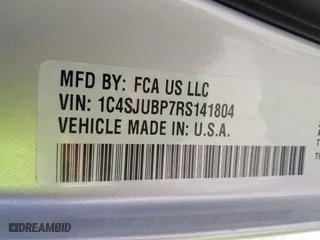 MFD BY: FCA US LLC
VIN: 1C4SJUBP7RS141804
VEHICLE MADE IN: U.S.A.
DREAMBID